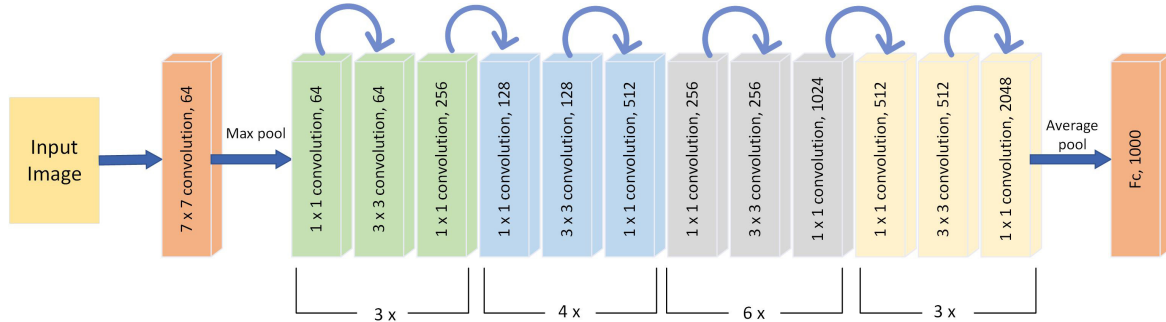 Input
Image
7 x 7 convolution, 64
Max pool
1 x 1 convolution, 64
3 x 3 convolution, 64
1 x 1 convolution, 256
1 x 1 convolution, 128
3 x 3 convolution, 128
1 x 1 convolution, 512
1 x 1 convolution, 256
3 x 3 convolution, 256
1 x 1 convolution, 1024
1 x 1 convolution, 512
3 x 3 convolution, 512
1 x 1 convolution, 2048
Average
pool
Fc, 1000
3 x
4 x
6 x
3 x